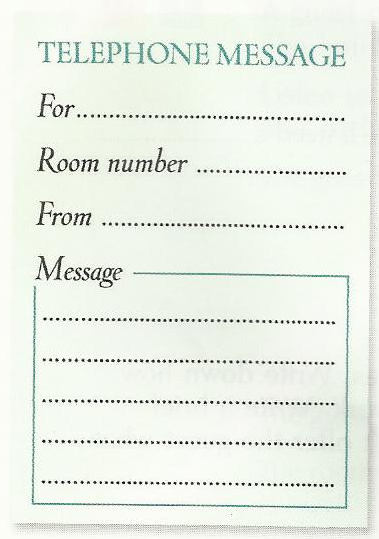 TELEPHONE MESSAGE
For..............................................
Room number ..........................
From ..........................................
Message
..................................................
..................................................
..................................................
..................................................
..................................................